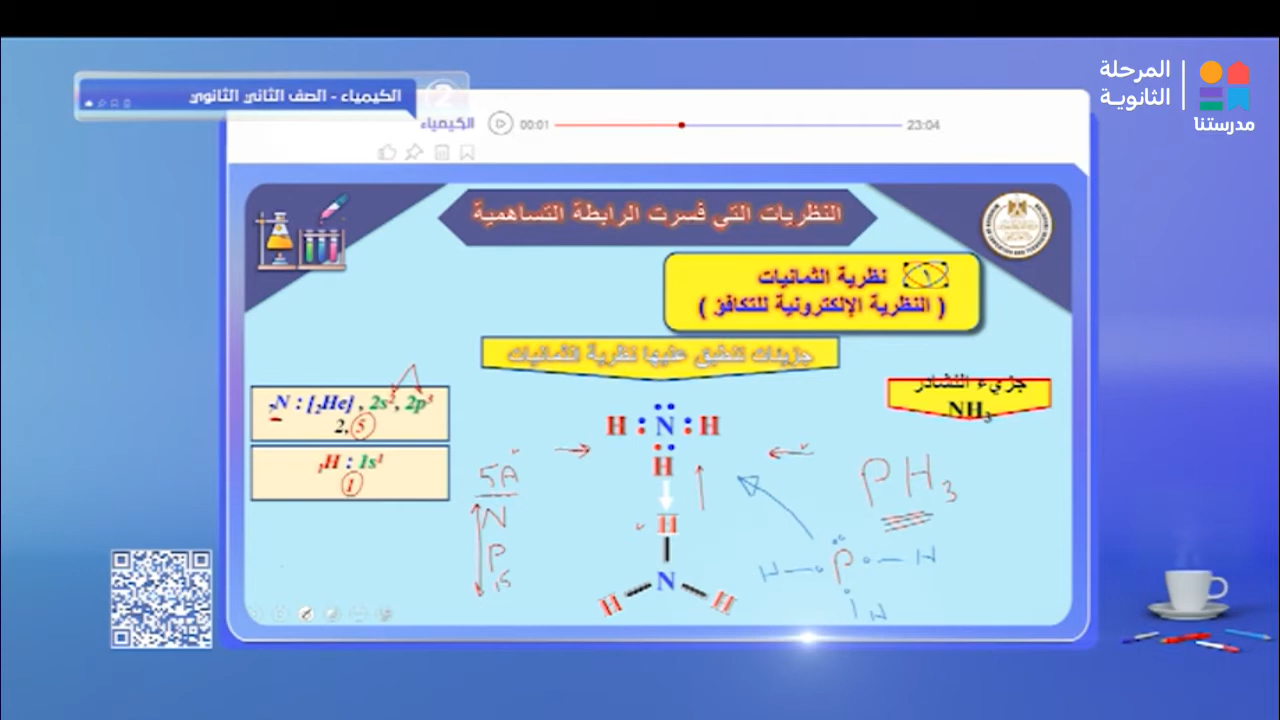 المرحلة
الثانوية
مدرستنا
الكيمياء - الصف الثاني الثانوي
2
الكيمياء
00:01
23:04
النظريات التى فسرت الرابطة التساهمية
١ نظرية الثمانيات
( النظرية الإلكترونية للتكافؤ )
جزيئات تنطبق عليها نظرية الثمانيات
جزيء النشادر
NH₃
₇N : [₂He] , 2s², 2p³
2, 5
₁H : 1s¹
1
H : N : H
H
H
N
H H
5A
N
P
15
PH₃
H — P — H
H